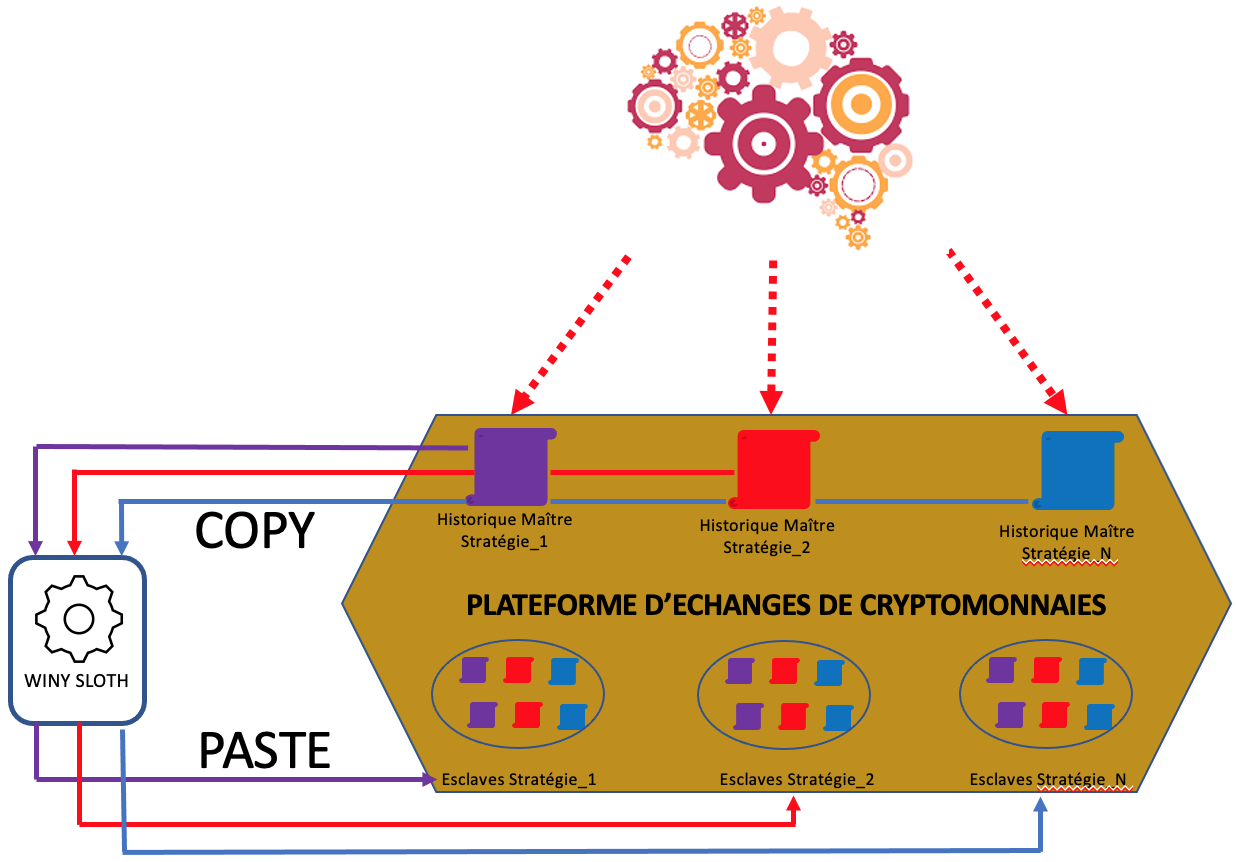 COPY
Historique Maître
Stratégie_1
Historique Maître
Stratégie_2
Historique Maître
Stratégie_N
PLATEFORME D’ECHANGES DE CRYPTOMONNAIES
WINY SLOTH
PASTE
Esclaves Stratégie_1
Esclaves Stratégie_2
Esclaves Stratégie_N